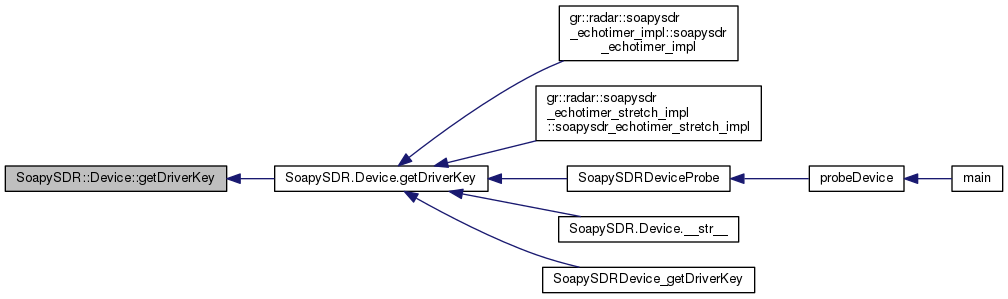 gr::radar::soapysdr
_echotimer_impl::soapysdr
_echotimer_impl
gr::radar::soapysdr
_echotimer_stretch_impl
::soapysdr_echotimer_stretch_impl
SoapySDR::Device::getDriverKey
SoapySDR.Device.getDriverKey
SoapySDRDeviceProbe
probeDevice
main
SoapySDR.Device.__str__
SoapySDRDevice_getDriverKey